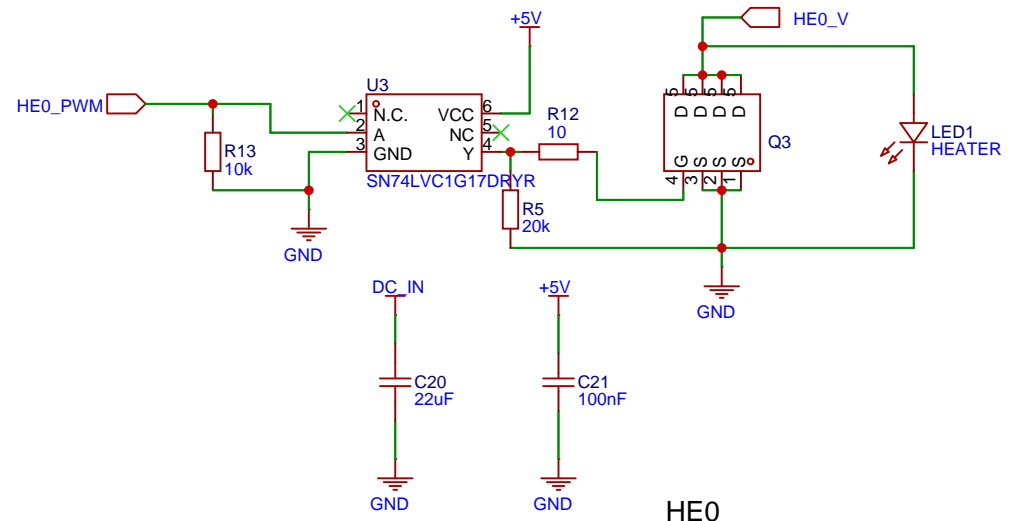 HE0_V
+5V
U3
HE0_PWM
1 N.C.
2 A
3 GND
VCC 6
NC 5
Y 4
SN74LVC1G17DRYR
R12
10
R13
10k
R5
20k
GND
5 5 5 5
D D D D
Q3
G S S S
4 3 2 1
LED1
HEATER
GND
DC_IN
+5V
C20
22uF
C21
100nF
GND
GND
HE0